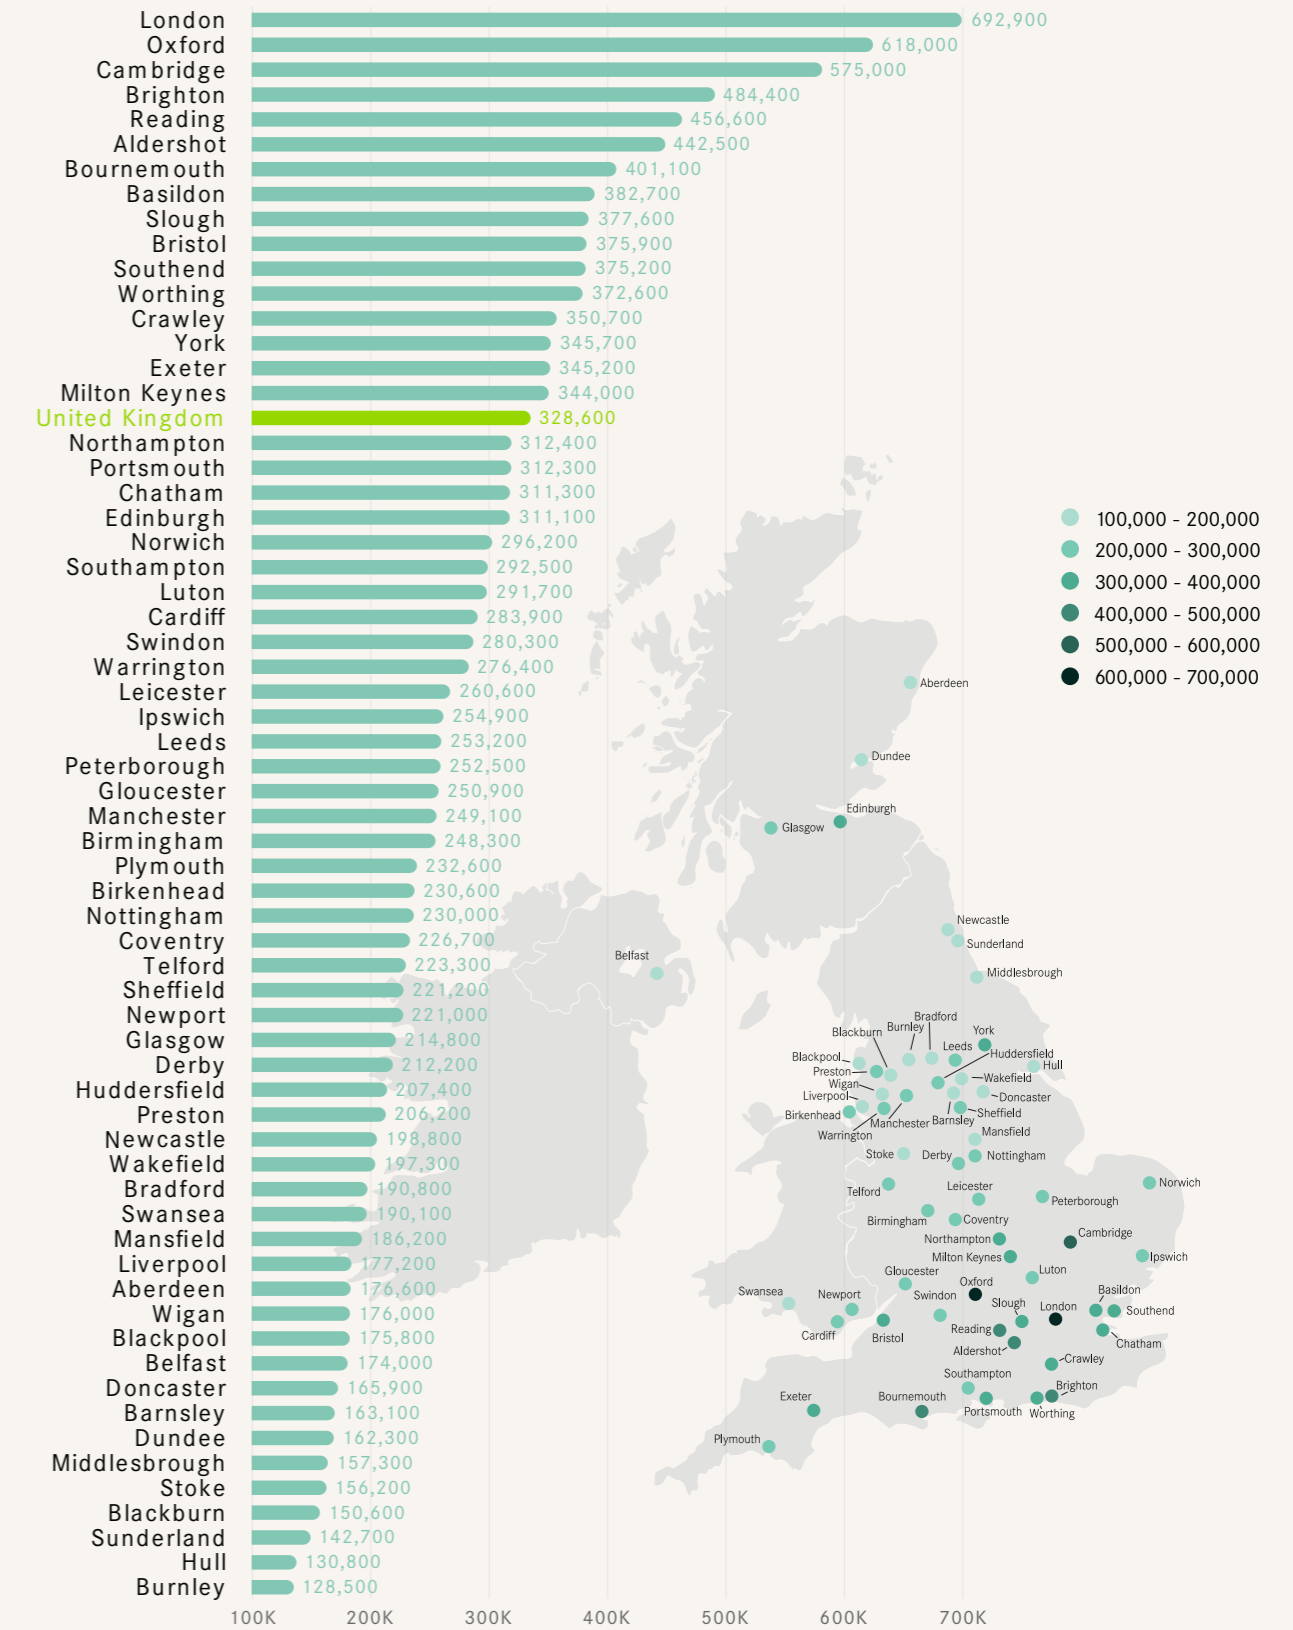 London 692,900
Oxford 618,000
Cambridge 575,000
Brighton 484,400
Reading 456,600
Aldershot 442,500
Bournemouth 401,100
Basildon 382,700
Slough 377,600
Bristol 375,900
Southend 375,200
Worthing 372,600
Crawley 350,700
York 345,700
Exeter 345,200
Milton Keynes 344,000
United Kingdom 328,600
Northampton 312,400
Portsmouth 312,300
Chatham 311,300
Edinburgh 311,100
Norwich 296,200
Southampton 292,500
Luton 291,700
Cardiff 283,900
Swindon 280,300
Warrington 276,400
Leicester 260,600
Ipswich 254,900
Leeds 253,200
Peterborough 252,500
Gloucester 250,900
Manchester 249,100
Birmingham 248,300
Plymouth 232,600
Birkenhead 230,600
Nottingham 230,000
Coventry 226,700
Telford 223,300
Sheffield 221,200
Newport 221,000
Glasgow 214,800
Derby 212,200
Huddersfield 207,400
Preston 206,200
Newcastle 198,800
Wakefield 197,300
Bradford 190,800
Swansea 190,100
Mansfield 186,200
Liverpool 177,200
Aberdeen 176,600
Wigan 176,000
Blackpool 175,800
Belfast 174,000
Doncaster 165,900
Barnsley 163,100
Dundee 162,300
Middlesbrough 157,300
Stoke 156,200
Blackburn 150,600
Sunderland 142,700
Hull 130,800
Burnley 128,500
100K 200K 300K 400K 500K 600K 700K
100,000 - 200,000
200,000 - 300,000
300,000 - 400,000
400,000 - 500,000
500,000 - 600,000
600,000 - 700,000
Aberdeen
Dundee
Edinburgh
Glasgow
Newcastle
Sunderland
Belfast
Middlesbrough
Bradford
Burnley
Blackburn
York
Leeds
Huddersfield
Blackpool
Hull
Preston
Wakefield
Wigan
Liverpool
Doncaster
Birkenhead
Sheffield
Barnsley
Manchester
Warrington
Mansfield
Stoke
Derby
Nottingham
Norwich
Telford
Leicester
Peterborough
Birmingham
Coventry
Cambridge
Northampton
Milton Keynes
Ipswich
Luton
Gloucester
Oxford
Basildon
Swansea
Newport
Swindon
Slough
London
Southend
Cardiff
Bristol
Reading
Chatham
Aldershot
Crawley
Southampton
Brighton
Exeter
Bournemouth
Portsmouth
Worthing
Plymouth